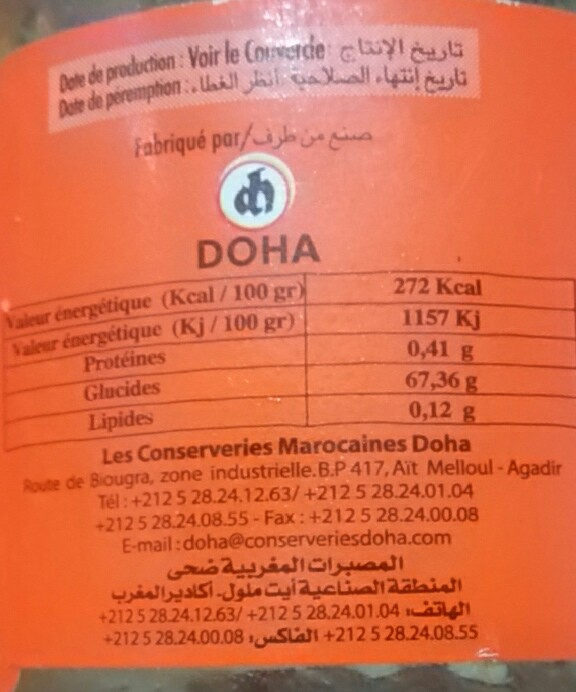 Date de production : Voir le Couvercle تاريخ الإنتاج
Date de péremption : تاريخ إنتهاء الصلاحية انظر الغطاء
Fabriqué par/صنع من طرف
dh
DOHA
Valeur énergétique (Kcal / 100 gr) 272 Kcal
Valeur énergétique (Kj / 100 gr) 1157 Kj
Protéines 0,41 g
Glucides 67,36 g
Lipides 0,12 g
Les Conserveries Marocaines Doha
Route de Biougra, zone industrielle.B.P 417, Aït Melloul - Agadir
Tél : +212 5 28.24.12.63/ +212 5 28.24.01.04
+212 5 28.24.08.55 - Fax : +212 5 28.24.00.08
E-mail : doha@conserveriesdoha.com
المصبرات المغربية ضحى
المنطقة الصناعية آيت ملول - أكادير المغرب
الهاتف: +212 5 28.24.01.04 /+212 5 28.24.12.63
+212 5 28.24.08.55 الفاكس: +212 5 28.24.00.08